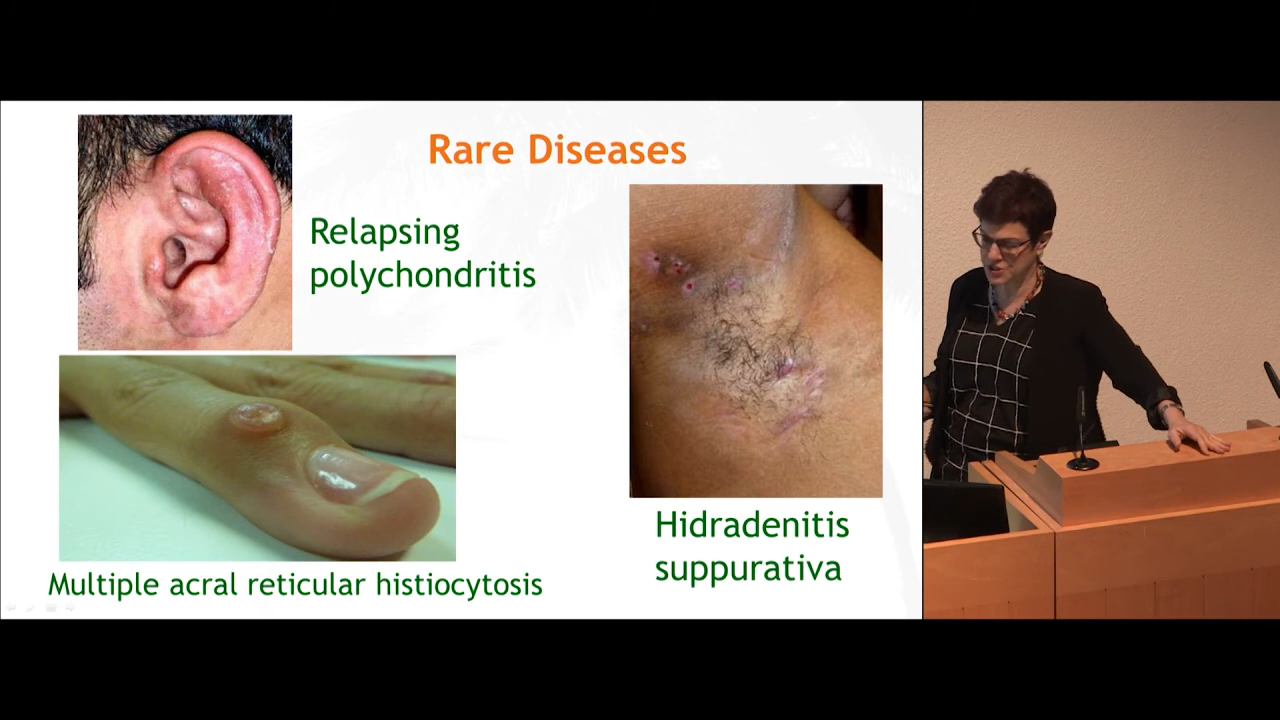 Rare Diseases
Relapsing
polychondritis
Multiple acral reticular histiocytosis
Hidradenitis
suppurativa